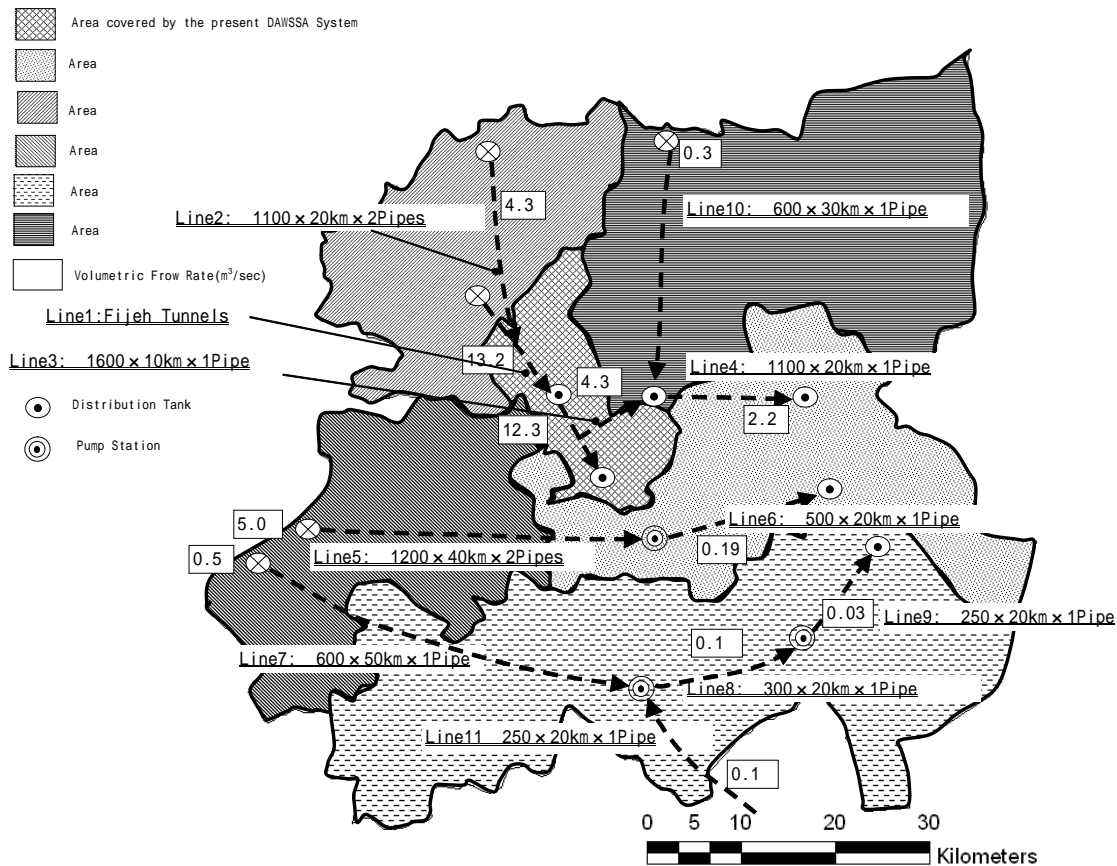 Area covered by the present DAWSSA System
Area
Area
Area
Area
Area
Volumetric Frow Rate(m³/sec)
Line1:Fijeh Tunnels
Line3: 1600×10km×1Pipe
Distribution Tank
Pump Station
Line2: 1100×20km×2Pipes
4.3
0.3
Line10: 600×30km×1Pipe
13.2
4.3
Line4: 1100×20km×1Pipe
12.3
2.2
5.0
Line6: 500×20km×1Pipe
0.5
Line5: 1200×40km×2Pipes
0.19
0.03
Line9: 250×20km×1Pipe
0.1
Line7: 600×50km×1Pipe
Line8: 300×20km×1Pipe
Line11 250×20km×1Pipe
0.1
0 5 10 20 30
Kilometers